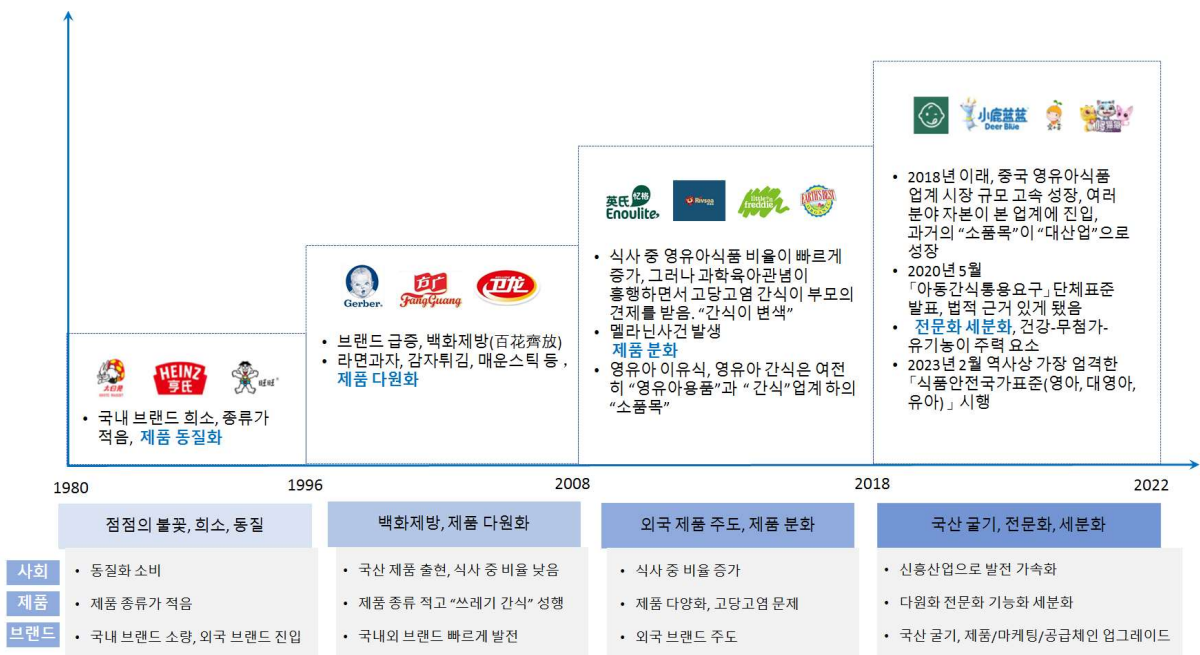 太白兔
WHITE RABBIT
HEINZ
亨氏
旺旺
• 국내 브랜드 희소, 종류가
적음, 제품 동질화
Gerber.
方广
FangGuang
卫龙
• 브랜드 급증, 백화제방(百花齊放)
• 라면과자, 감자튀김, 매운스틱 등 ,
제품 다원화
英氏 忆格
Enoulite
Rivsea
little freddie
EARTH'S BEST
• 식사 중 영유아식품 비율이 빠르게
증가, 그러나 과학육아관념이
흥행하면서 고당고염 간식이 부모의
견제를 받음. “간식이 변색”
• 멜라닌사건 발생
제품 분화
• 영유아 이유식, 영유아 간식은 여전
히 “영유아용품”과 “ 간식”업계 하의
“소품목”
小鹿蓝蓝
Deer Blue
• 2018년 이래, 중국 영유아식품
업계 시장 규모 고속 성장, 여러
분야 자본이 본 업계에 진입,
과거의 “소품목”이 “대산업”으로
성장
• 2020년 5월
「아동간식통용요구」단체표준
발표, 법적 근거 있게 됐음
• 전문화 세분화, 건강-무첨가-
유기농이 주력 요소
• 2023년 2월 역사상 가장 엄격한
「식품안전국가표준(영아, 대영아,
유아) 」 시행
1980
1996
2008
2018
2022
점점의 불꽃, 희소, 동질
백화제방, 제품 다원화
외국 제품 주도, 제품 분화
국산 굴기, 전문화, 세분화
사회
• 동질화 소비
• 국산 제품 출현, 식사 중 비율 낮음
• 식사 중 비율 증가
• 신흥산업으로 발전 가속화
제품
• 제품 종류가 적음
• 제품 종류 적고 “쓰레기 간식” 성행
• 제품 다양화, 고당고염 문제
• 다원화 전문화 기능화 세분화
브랜드
• 국내 브랜드 소량, 외국 브랜드 진입
• 국내외 브랜드 빠르게 발전
• 외국 브랜드 주도
• 국산 굴기, 제품/마케팅/공급체인 업그레이드